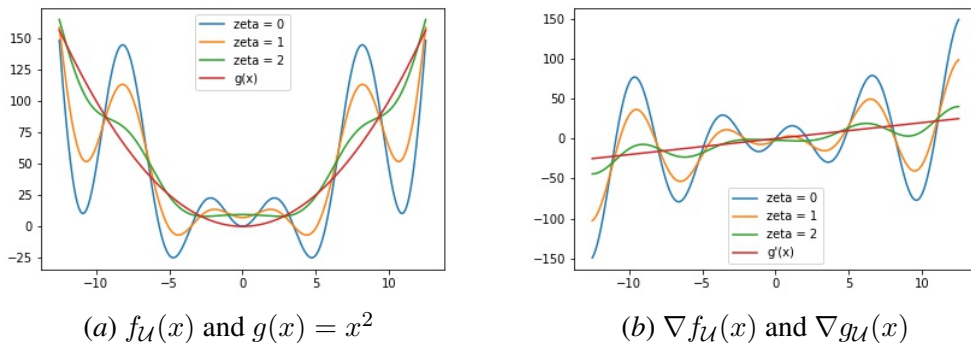 zeta = 0
zeta = 1
zeta = 2
g(x)
150
125
100
75
50
25
0
−25
−10
−5
0
5
10
(a) f𝒰(x) and g(x) = x²
150
100
50
0
−50
−100
−150
zeta = 0
zeta = 1
zeta = 2
g'(x)
−10
−5
0
5
10
(b) ∇f𝒰(x) and ∇g𝒰(x)